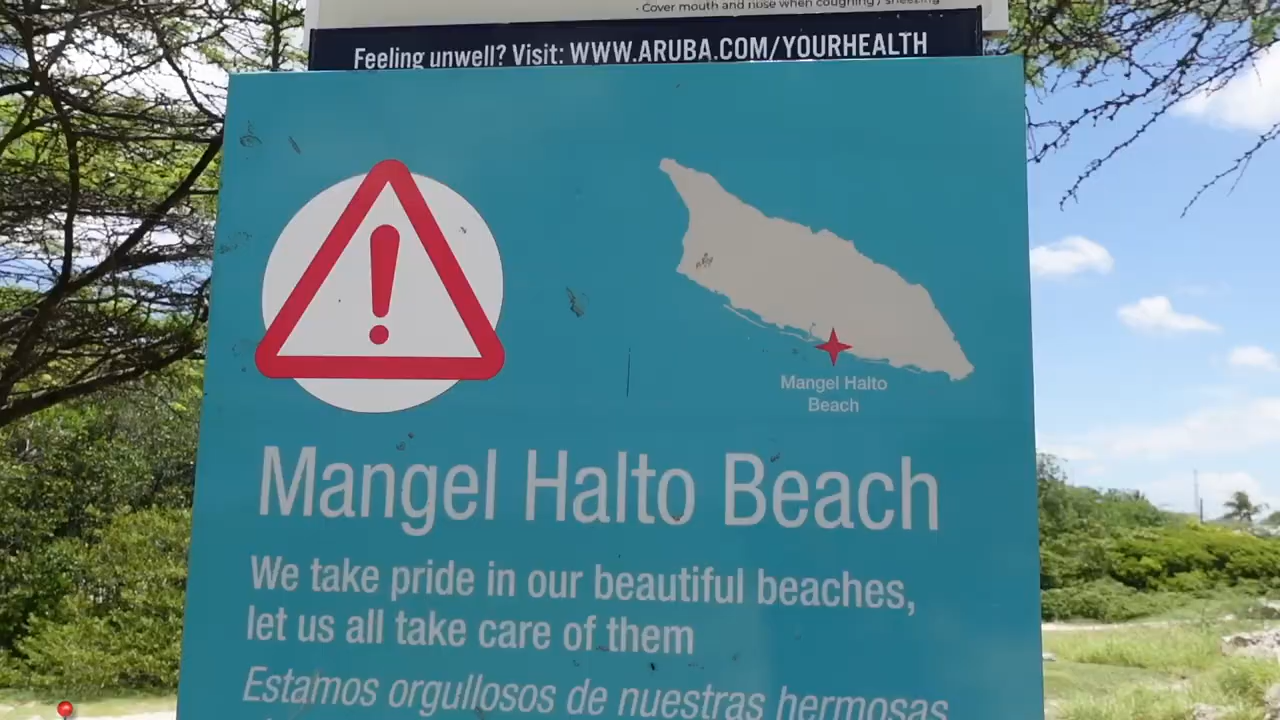 · Cover mouth and nose when coughing / sneezing
Feeling unwell? Visit: WWW.ARUBA.COM/YOURHEALTH
Mangel Halto
Beach
Mangel Halto Beach
We take pride in our beautiful beaches,
let us all take care of them
Estamos orgullosos de nuestras hermosas